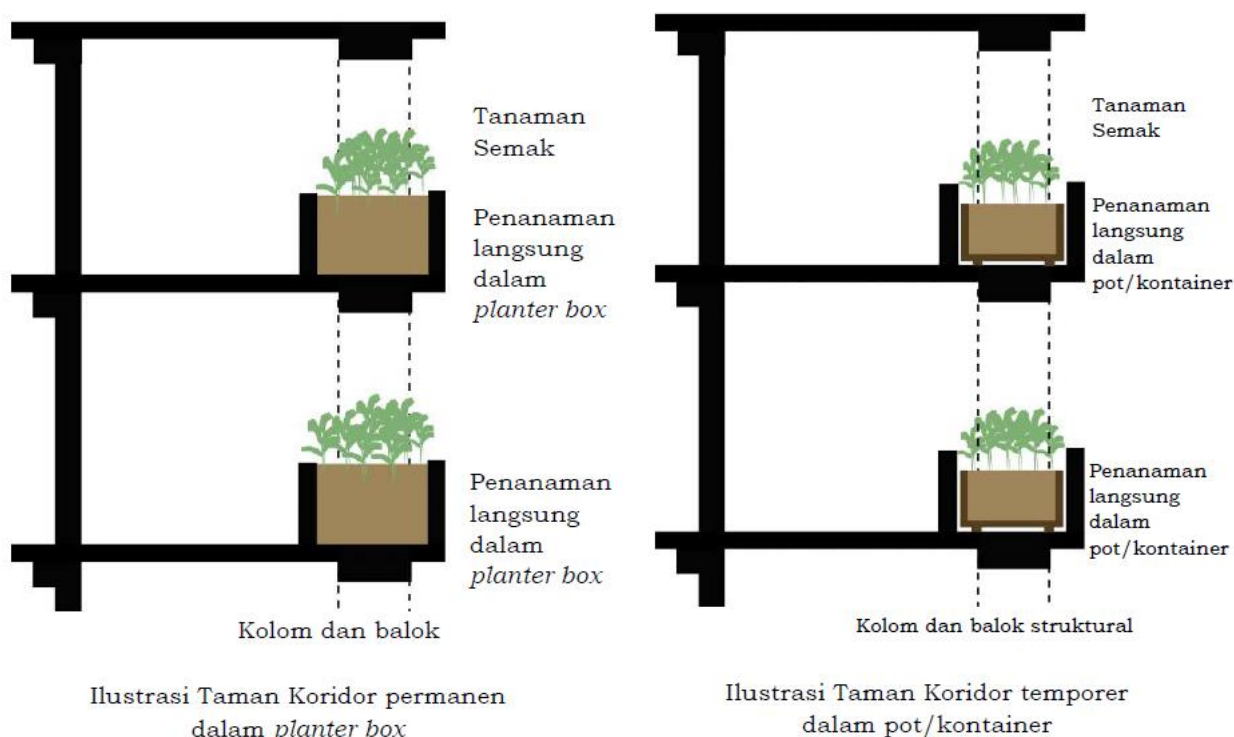 Tanaman
Semak
Penanaman
langsung
dalam
planter box
Penanaman
langsung
dalam
planter box
Kolom dan balok
Ilustrasi Taman Koridor permanen
dalam planter box
Tanaman
Semak
Penanaman
langsung
dalam
pot/kontainer
Penanaman
langsung
dalam
pot/kontainer
Kolom dan balok struktural
Ilustrasi Taman Koridor temporer
dalam pot/kontainer